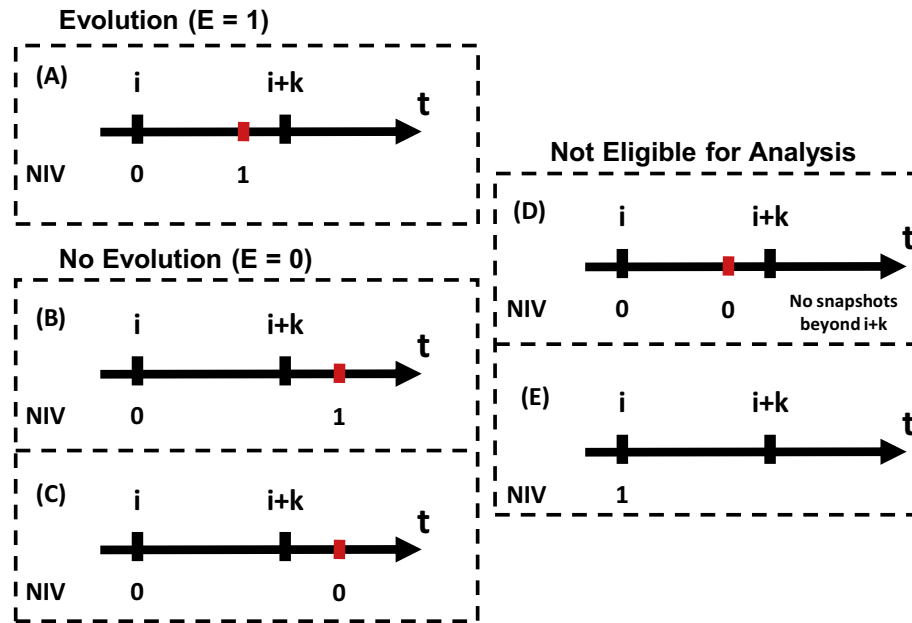 Evolution (E = 1)
(A)
i
i+k
t
NIV
0
1
No Evolution (E = 0)
(B)
i
i+k
t
NIV
0
1
(C)
i
i+k
t
NIV
0
0
Not Eligible for Analysis
(D)
i
i+k
t
NIV
0
0
No snapshots
beyond i+k
(E)
i
i+k
t
NIV
1